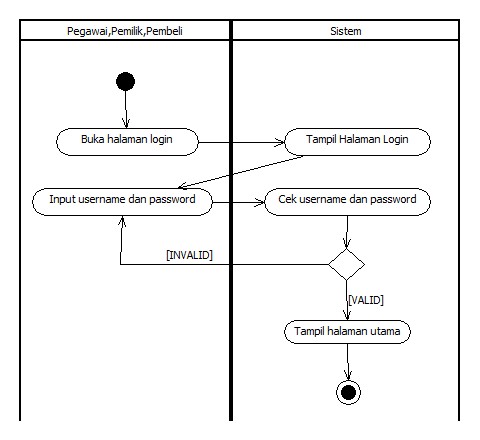 Pegawai,Pemilik,Pembeli
Sistem
Buka halaman login
Tampil Halaman Login
Input username dan password
Cek username dan password
[INVALID]
[VALID]
Tampil halaman utama